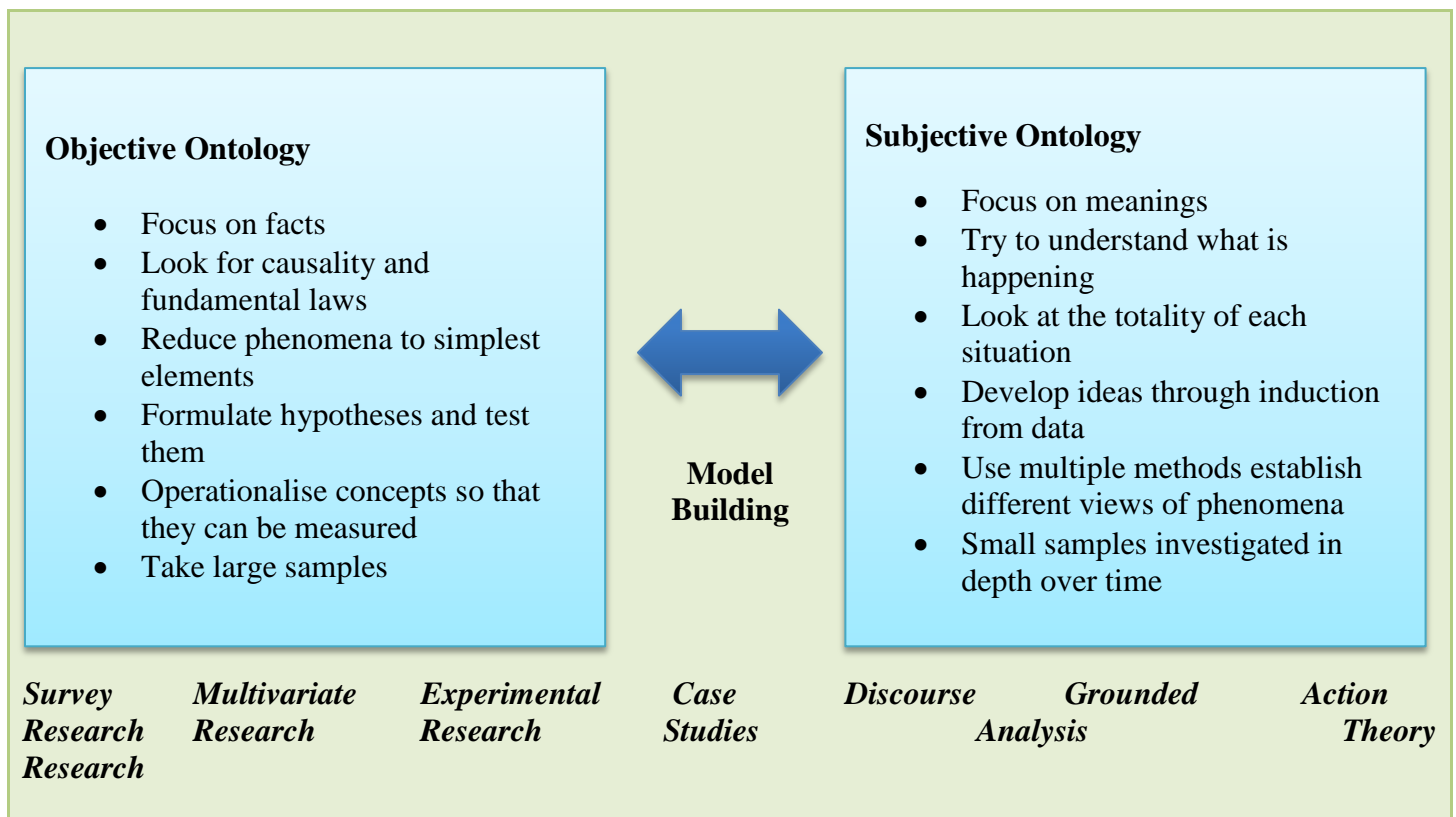 Objective Ontology
• Focus on facts
• Look for causality and
fundamental laws
• Reduce phenomena to simplest
elements
• Formulate hypotheses and test
them
• Operationalise concepts so that
they can be measured
• Take large samples
Model
Building
Subjective Ontology
• Focus on meanings
• Try to understand what is
happening
• Look at the totality of each
situation
• Develop ideas through induction
from data
• Use multiple methods establish
different views of phenomena
• Small samples investigated in
depth over time
Survey Multivariate Experimental Case Discourse Grounded Action
Research Research Research Studies Analysis Theory
Research